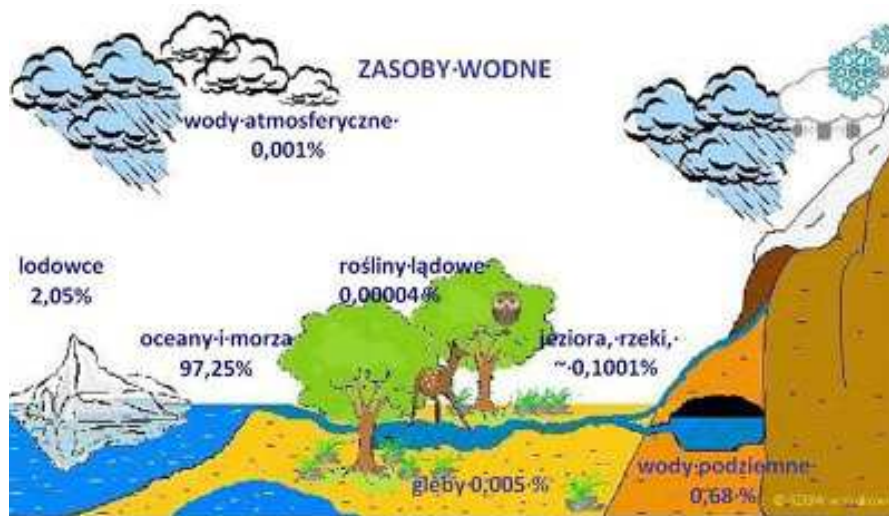 ZASOBY·WODNE
wody·atmosferyczne·
0,001%
lodowce
2,05%
rośliny·lądowe·
0,00004·%
oceany·i·morza
97,25%
jeziora,·rzeki,·
~·0,1001%
gleby·0,005·%
wody·podziemne·
0,68·%